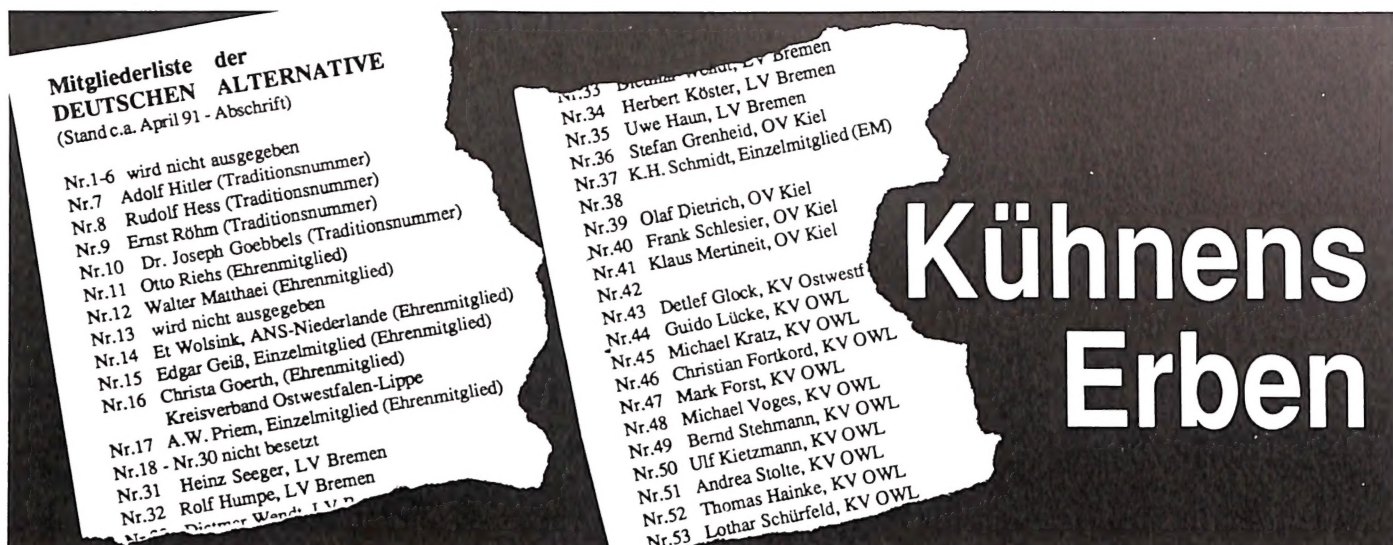 Mitgliederliste der
DEUTSCHEN ALTERNATIVE
(Stand c.a. April 91 - Abschrift)
Nr.1-6 wird nicht ausgegeben
Nr.7 Adolf Hitler (Traditionsnummer)
Nr.8 Rudolf Hess (Traditionsnummer)
Nr.9 Ernst Röhm (Traditionsnummer)
Nr.10 Dr. Joseph Goebbels (Traditionsnummer)
Nr.11 Otto Riehs (Ehrenmitglied)
Nr.12 Walter Matthaei (Ehrenmitglied)
Nr.13 wird nicht ausgegeben
Nr.14 Et Wolsink, ANS-Niederlande (Ehrenmitglied)
Nr.15 Edgar Geiß, Einzelmitglied (Ehrenmitglied)
Nr.16 Christa Goerth, (Ehrenmitglied)
Kreisverband Ostwestfalen-Lippe
Nr.17 A.W. Priem, Einzelmitglied (Ehrenmitglied)
Nr.18 - Nr.30 nicht besetzt
Nr.31 Heinz Seeger, LV Bremen
Nr.32 Rolf Humpe, LV Bremen
Nr.33 Dietmar Wendt, LV Bremen
Nr.34 Herbert Köster, LV Bremen
Nr.35 Uwe Haun, LV Bremen
Nr.36 Stefan Grenheid, OV Kiel
Nr.37 K.H. Schmidt, Einzelmitglied (EM)
Nr.38
Nr.39 Olaf Dietrich, OV Kiel
Nr.40 Frank Schlesier, OV Kiel
Nr.41 Klaus Mertineit, OV Kiel
Nr.42
Nr.43 Detlef Glock, KV Ostwestf
Nr.44 Guido Lücke, KV OWL
Nr.45 Michael Kratz, KV OWL
Nr.46 Christian Fortkord, KV OWL
Nr.47 Mark Forst, KV OWL
Nr.48 Michael Voges, KV OWL
Nr.49 Bernd Stehmann, KV OWL
Nr.50 Ulf Kietzmann, KV OWL
Nr.51 Andrea Stolte, KV OWL
Nr.52 Thomas Hainke, KV OWL
Nr.53 Lothar Schürfeld, KV OWL
Kühnens
Erben